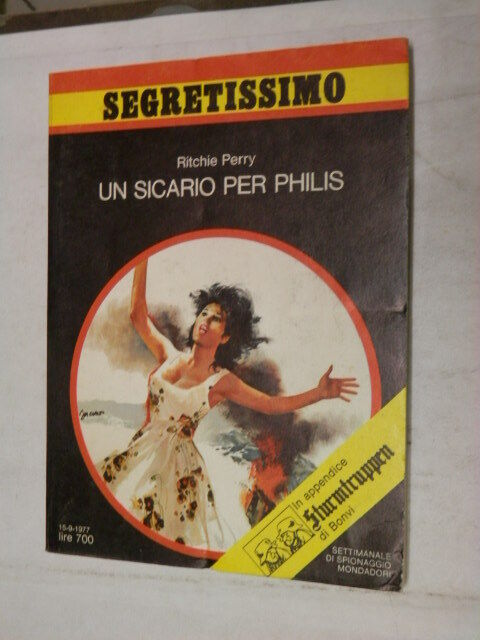 SEGRETISSIMO
Ritchie Perry
UN SICARIO PER PHILIS
In appendice
Sturmtruppen
di Bonvi
15-9-1977
lire 700
SETTIMANALE
DI SPIONAGGIO
MONDADORI